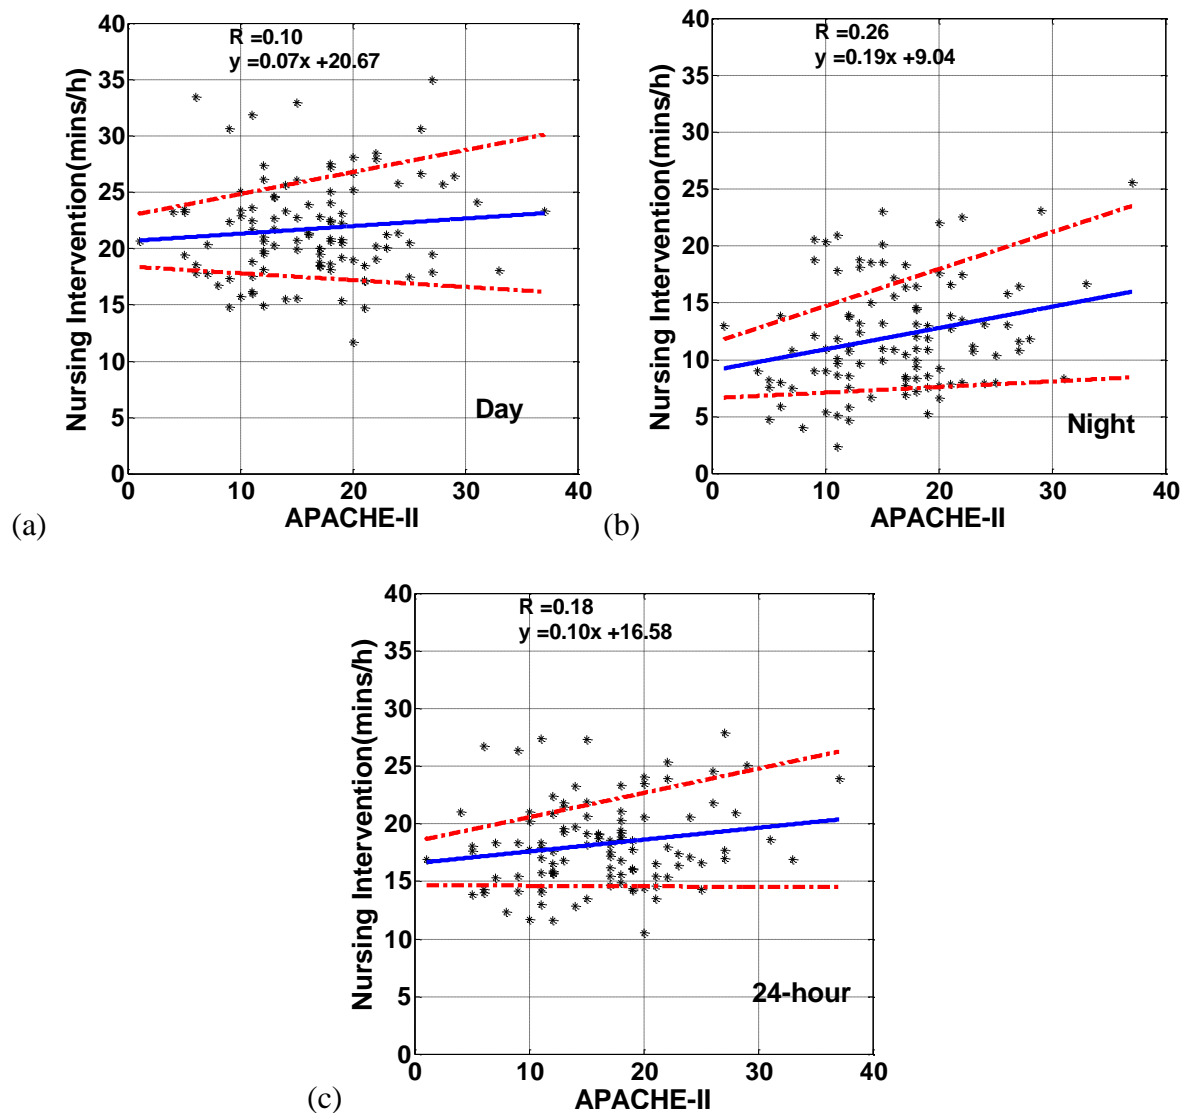 R =0.10
y =0.07x +20.67
Nursing Intervention(mins/h)
40
35
30
25
20
15
10
5
0
Day
0 10 20 30 40
APACHE-II
(a)
R =0.26
y =0.19x +9.04
Nursing Intervention(mins/h)
40
35
30
25
20
15
10
5
0
Night
0 10 20 30 40
APACHE-II
(b)
R =0.18
y =0.10x +16.58
Nursing Intervention(mins/h)
40
35
30
25
20
15
10
5
0
24-hour
0 10 20 30 40
APACHE-II
(c)